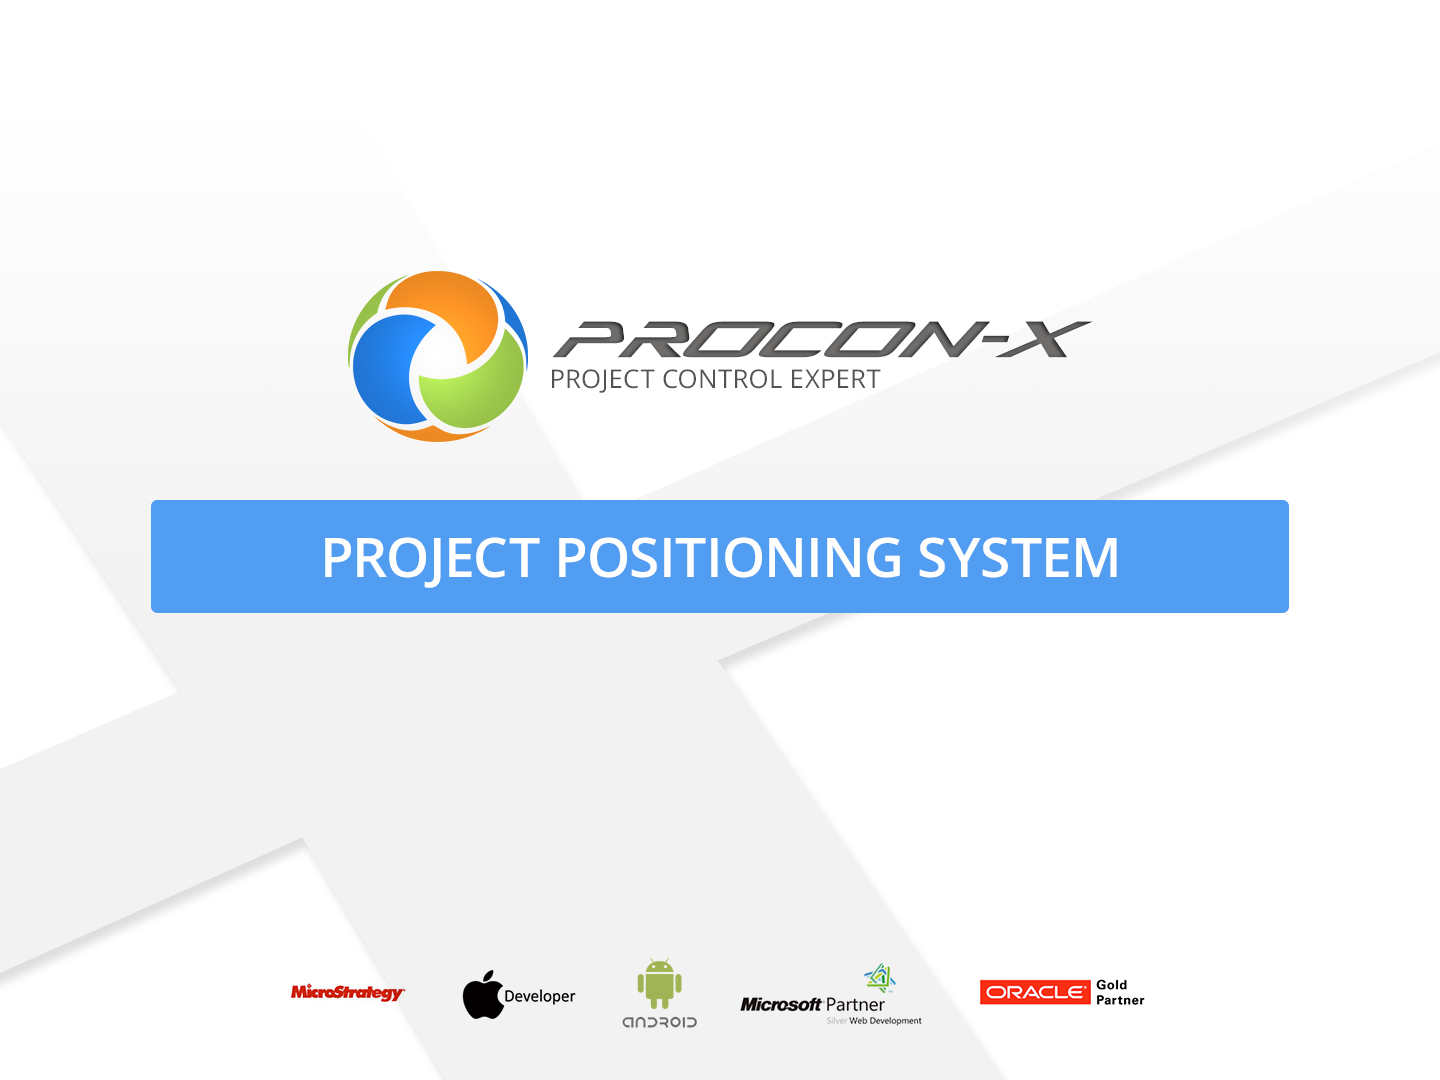 PROCON-X
PROJECT CONTROL EXPERT
PROJECT POSITIONING SYSTEM
MicroStrategy
Developer
ANDROID
Microsoft Partner
Silver Web Development
ORACLE Gold
Partner